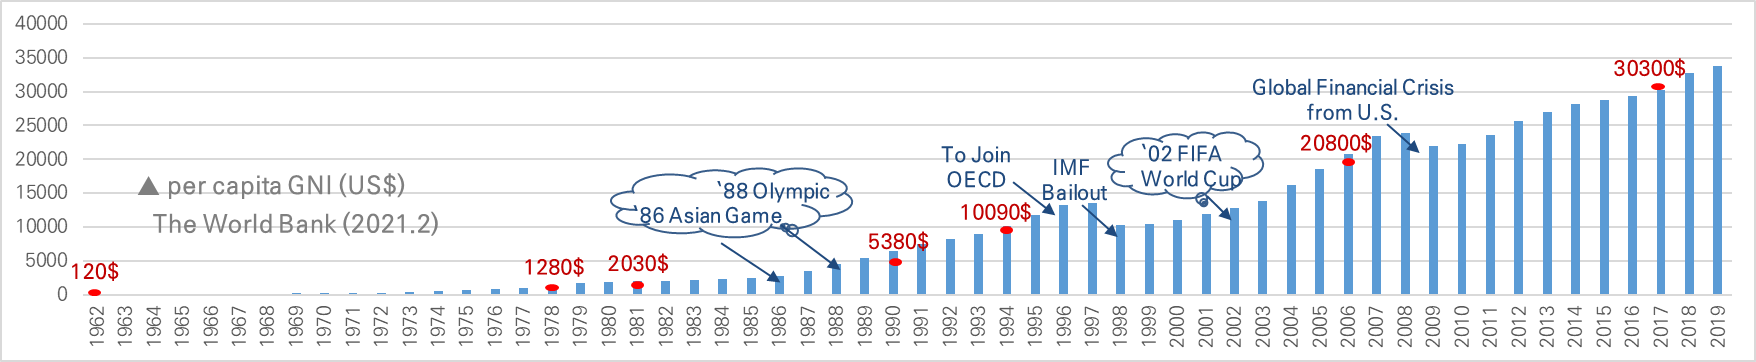 40000
35000
30000
25000
20000
15000
10000
5000
0
▲ per capita GNI (US$)
The World Bank (2021.2)
120$
1280$
2030$
`88 Olympic
`86 Asian Game
5380$
10090$
To Join
OECD
IMF
Bailout
`02 FIFA
World Cup
20800$
Global Financial Crisis
from U.S.
30300$
1962 1963 1964 1965 1966 1967 1968 1969 1970 1971 1972 1973 1974 1975 1976 1977 1978 1979 1980 1981 1982 1983 1984 1985 1986 1987 1988 1989 1990 1991 1992 1993 1994 1995 1996 1997 1998 1999 2000 2001 2002 2003 2004 2005 2006 2007 2008 2009 2010 2011 2012 2013 2014 2015 2016 2017 2018 2019